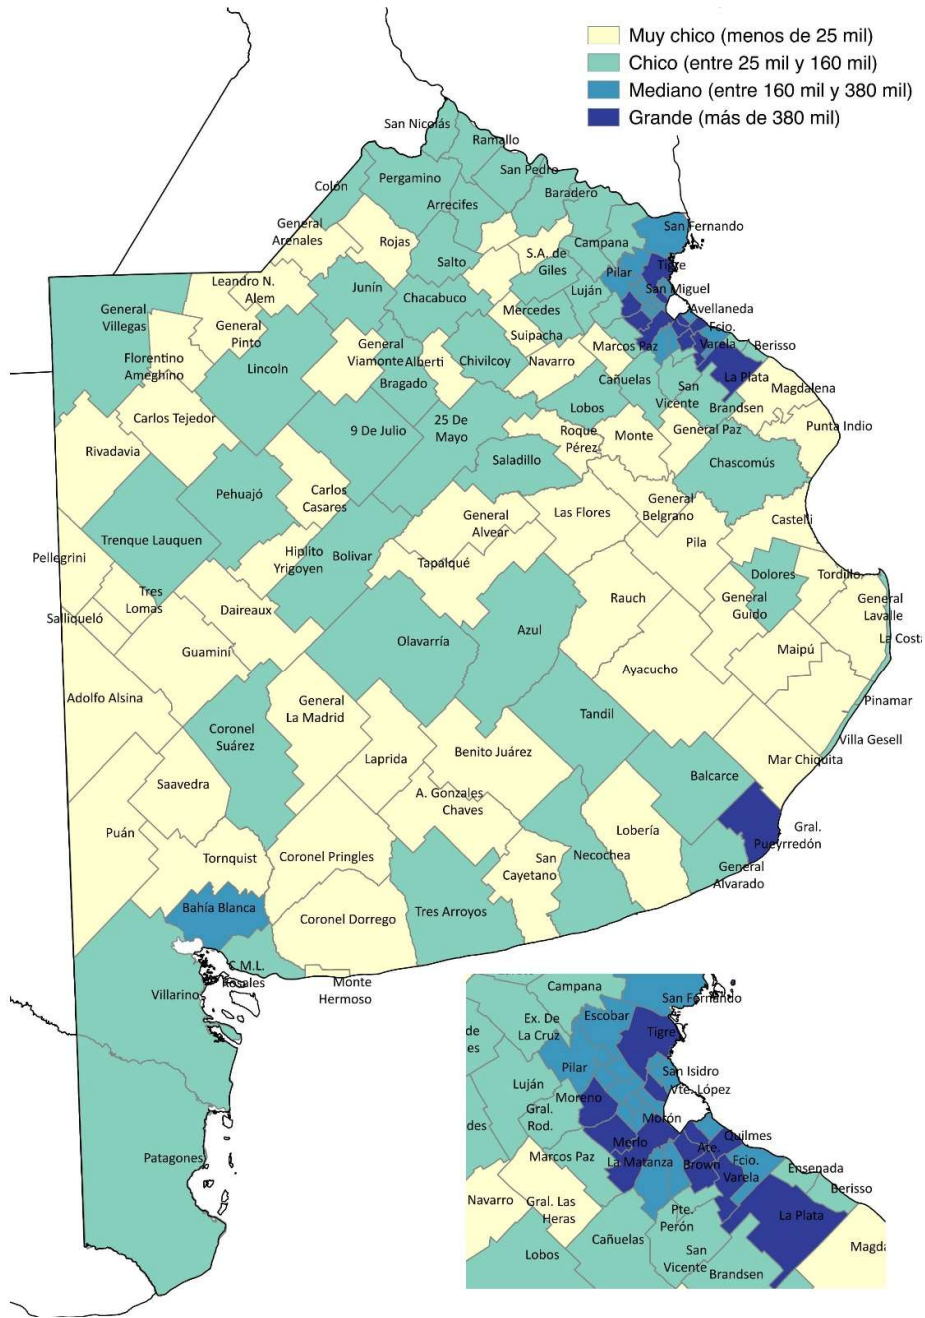 Muy chico (menos de 25 mil)
Chico (entre 25 mil y 160 mil)
Mediano (entre 160 mil y 380 mil)
Grande (más de 380 mil)
San Nicolás
Ramallo
San Pedro
Colón
Pergamino
Baradero
Arrecifes
General
Arenales
Rojas
San Fernando
Campana
S.A. de
Giles
Salto
Tigre
Pilar
Leandro N.
Alem
Junín
Luján
San Miguel
Chacabuco
General
Villegas
Mercedes
Avellaneda
Fcio.
Varela
General
Pinto
Suipacha
General
Viamonte
Alberti
Chivilcoy
Navarro
Marcos Paz
Berisso
Florentino
Ameghino
Lincoln
Bragado
Cañuelas
La Plata
San
Vicente
Magdalena
Carlos Tejedor
9 De Julio
25 De
Mayo
Lobos
Brandsen
Roque
Pérez
Monte
General Paz
Punta Indio
Rivadavia
Saladillo
Chascomús
Pehuajó
Carlos
Casares
General
Alvear
Las Flores
General
Belgrano
Castelli
Trenque Lauquen
Pila
Pellegrini
Hiplito
Yrigoyen
Bolivar
Tapalqué
Dolores
Tordillo
Tres
Lomas
Daireaux
Rauch
General
Guido
General
Lavalle
Salliqueló
Guaminí
Olavarría
Azul
Maipú
La Costa
Adolfo Alsina
Ayacucho
General
La Madrid
Pinamar
Coronel
Suárez
Tandil
Villa Gesell
Laprida
Benito Juárez
Mar Chiquita
Saavedra
Balcarce
A. Gonzales
Chaves
Puán
Lobería
Gral.
Pueyrredón
Tornquist
Coronel Pringles
San
Cayetano
Necochea
General
Alvarado
Bahía Blanca
Coronel Dorrego
Tres Arroyos
C.M.L.
Rosales
Monte
Hermoso
Villarino
Patagones
Campana
San Fernando
Escobar
Ex. De
La Cruz
Tigre
de
es
Pilar
San Isidro
Luján
Moreno
Vte. López
Gral.
Rod.
Morón
des
Merlo
Quilmes
Ate.
Brown
Marcos Paz
La Matanza
Fcio.
Varela
Ensenada
Berisso
Navarro
Gral. Las
Heras
Pte.
Perón
La Plata
Cañuelas
Lobos
San
Vicente
Brandsen
Magda